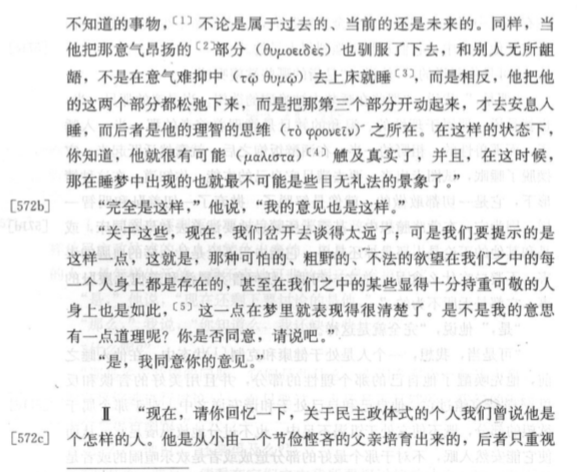 不知道的事物,〔1〕不论是属于过去的、当前的还是未来的。同样，当
他把那意气昂扬的〔2〕部分（θυμοειδὲς）也驯服了下去，和别人无所龃
龉，不是在意气难抑中（τῷ θυμῷ）去上床就睡〔3〕，而是相反，他把他
的这两个部分都松弛下来，而是把那第三个部分开动起来，才去安息人
睡，而后者是他的理智的思维（τὸ φρονεῖν）之所在。在这样的状态下，
你知道，他就很有可能（μαλιστα）〔4〕触及真实了，并且，在这时候，
那在睡梦中出现的也就最不可能是些目无礼法的景象了。”
[572b] “完全是这样，”他说，“我的意见也是这样。”
“关于这些，现在，我们岔开去谈得太远了，可是我们要提示的是
这样一点，这就是，那种可怕的、粗野的、不法的欲望在我们之中的每
一个人身上都是存在的，甚至在我们之中的某些显得十分持重可敬的人
身上也是如此，〔5〕这一点在梦里就表现得很清楚了。是不是我的意思
有一点道理呢？你是否同意，请说吧。”
“是，我同意你的意见。”
Ⅱ “现在，请你回忆一下，关于民主政体式的个人我们曾说他是
[572c] 个怎样的人。他是从小由一个节俭悭吝的父亲培育出来的，后者只重视